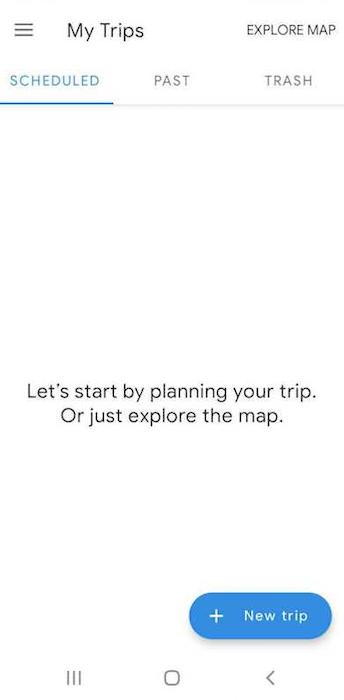 My Trips
EXPLORE MAP
SCHEDULED
PAST
TRASH
Let's start by planning your trip.
Or just explore the map.
+ New trip